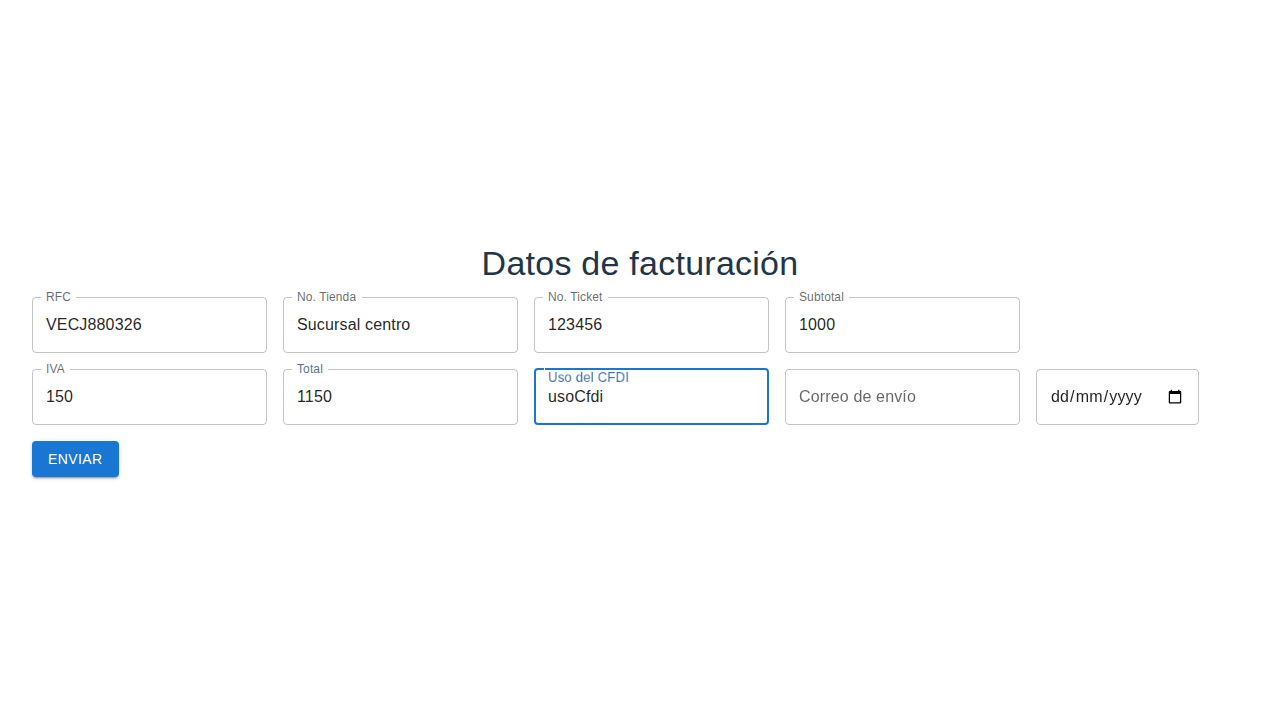 Datos de facturación
RFC
No. Tienda
No. Ticket
Subtotal
VECJ880326
Sucursal centro
123456
1000
IVA
Total
Uso del CFDI
150
1150
usoCfdi
Correo de envío
dd/mm/yyyy
ENVIAR